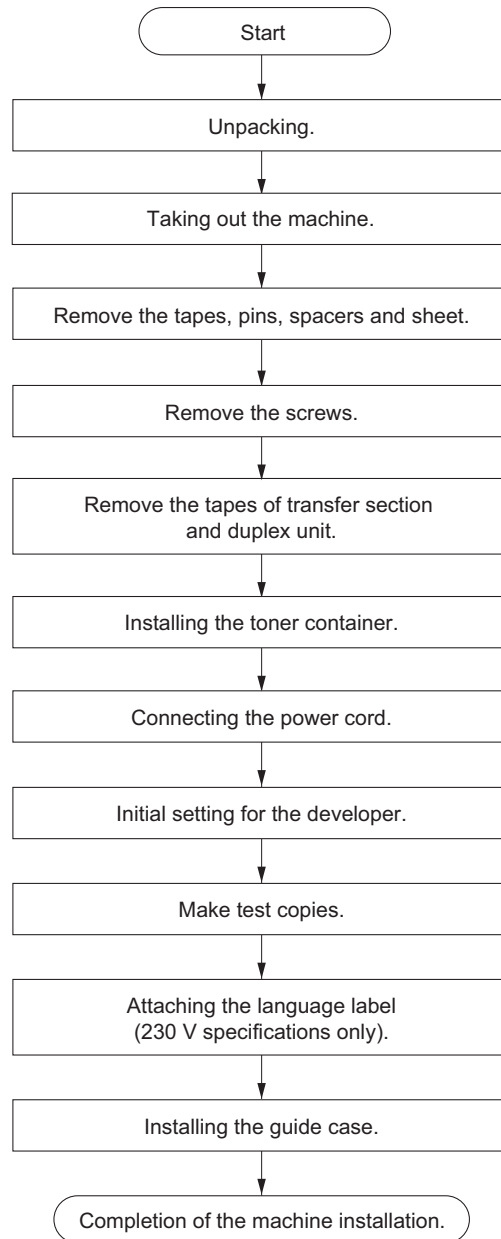 Start
Unpacking.
Taking out the machine.
Remove the tapes, pins, spacers and sheet.
Remove the screws.
Remove the tapes of transfer section
and duplex unit.
Installing the toner container.
Connecting the power cord.
Initial setting for the developer.
Make test copies.
Attaching the language label
(230 V specifications only).
Installing the guide case.
Completion of the machine installation.